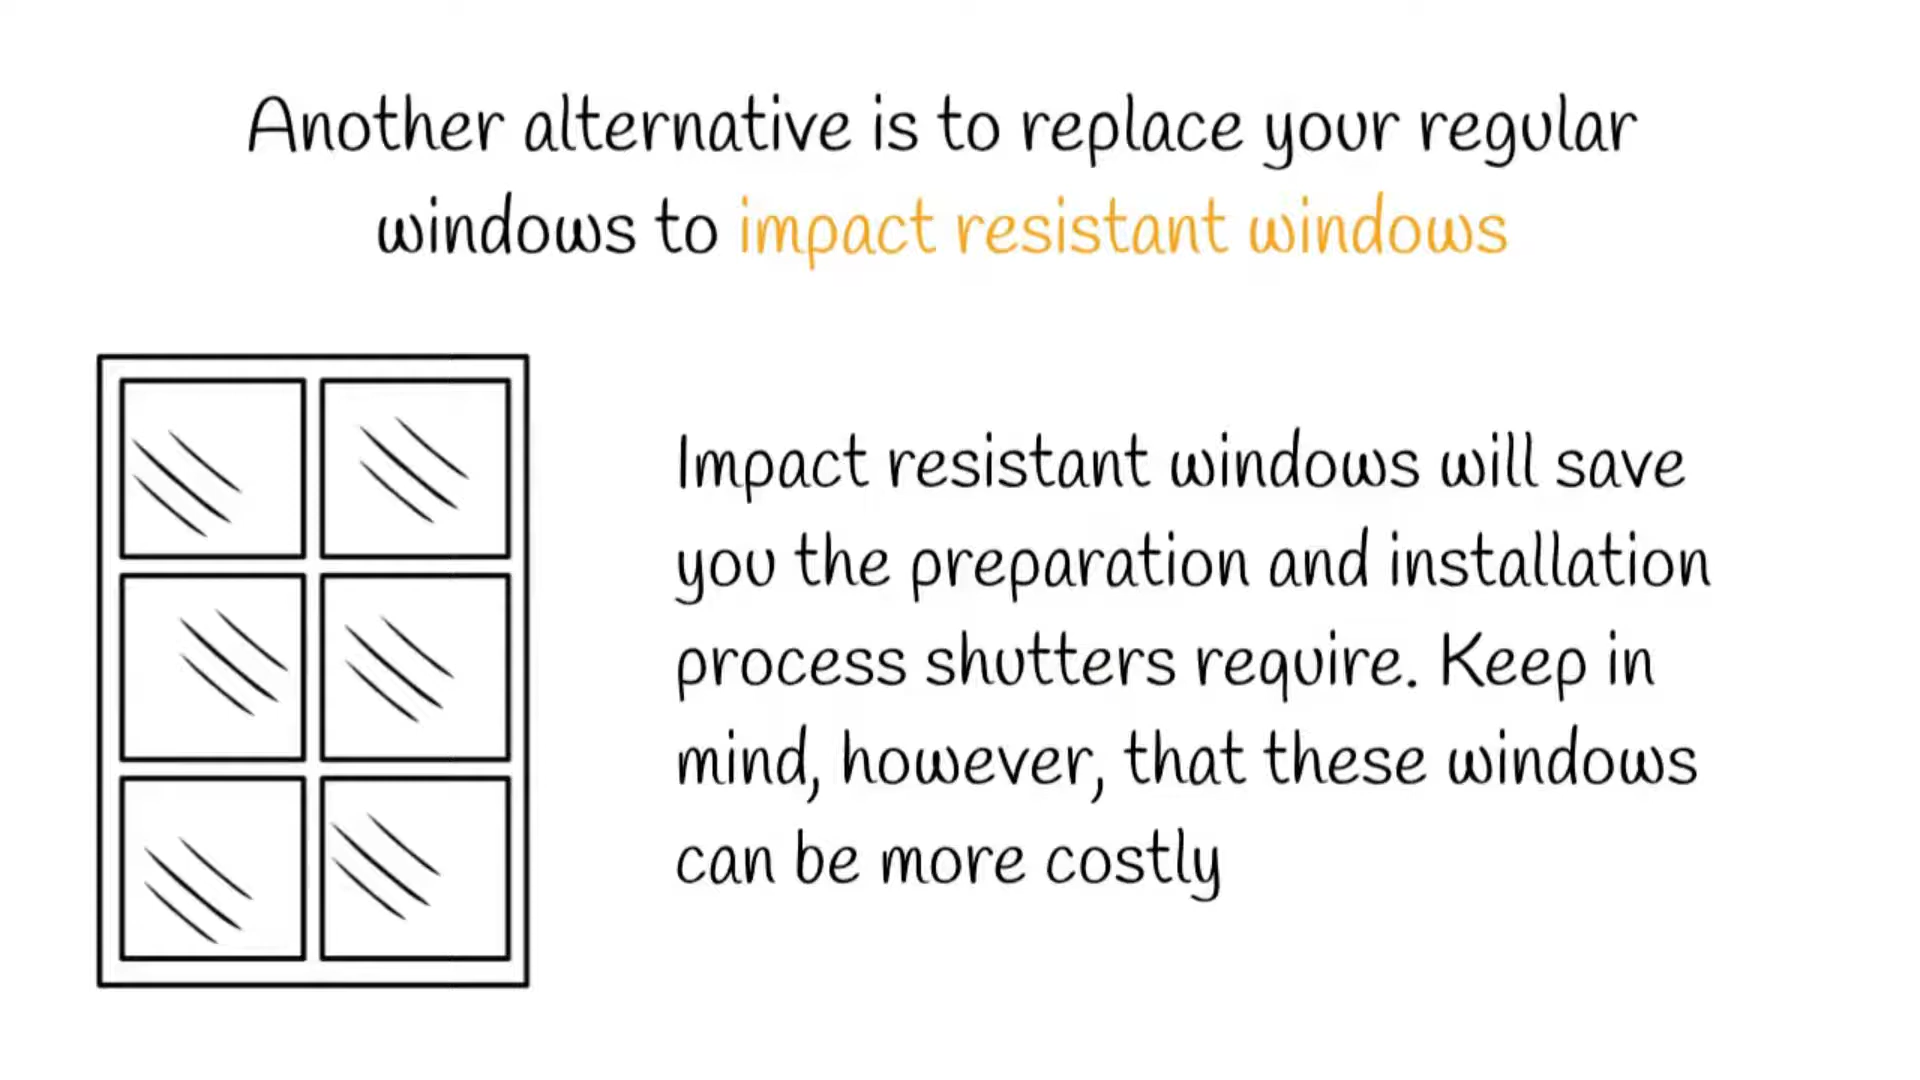 Another alternative is to replace your regular
windows to impact resistant windows
Impact resistant windows will save
you the preparation and installation
process shutters require. Keep in
mind, however, that these windows
can be more costly